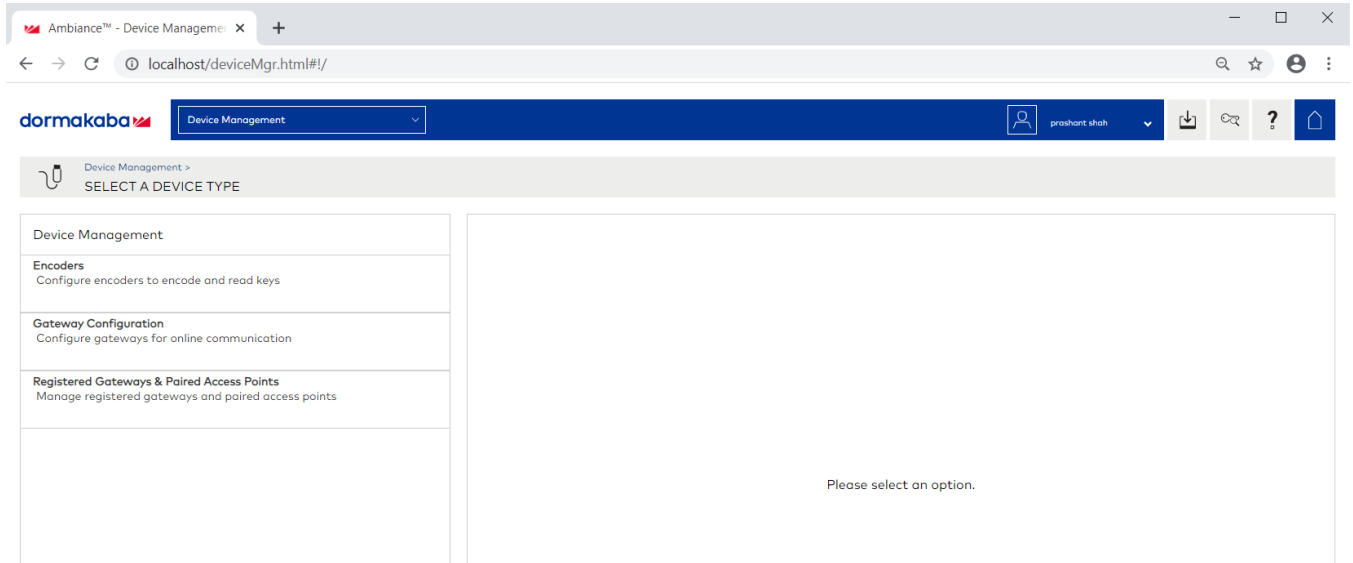 Ambiance™ - Device Managemen
localhost/deviceMgr.html#!/
dormakaba
Device Management
prashant shah
?
Device Management >
SELECT A DEVICE TYPE
Device Management
Encoders
Configure encoders to encode and read keys
Gateway Configuration
Configure gateways for online communication
Registered Gateways & Paired Access Points
Manage registered gateways and paired access points
Please select an option.